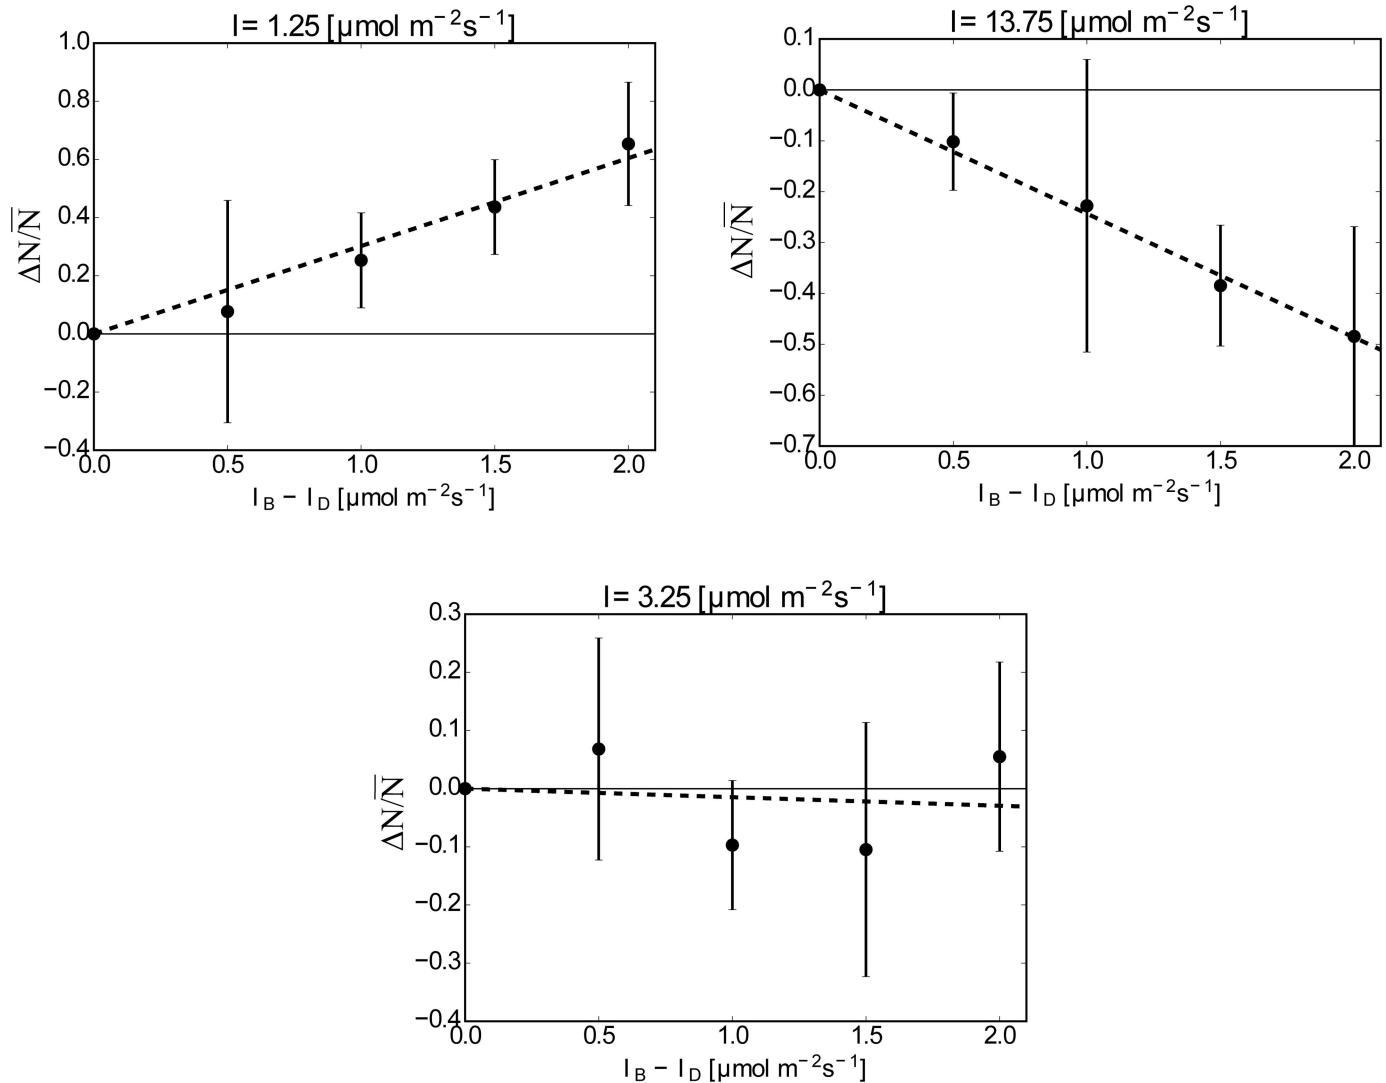 I = 1.25 [µmol m⁻²s⁻¹]
1.0
0.8
0.6
0.4
0.2
0.0
−0.2
−0.4
ΔN/N̅
0.0 0.5 1.0 1.5 2.0
I_B − I_D [µmol m⁻²s⁻¹]
I = 13.75 [µmol m⁻²s⁻¹]
0.1
0.0
−0.1
−0.2
−0.3
−0.4
−0.5
−0.6
−0.7
ΔN/N̅
0.0 0.5 1.0 1.5 2.0
I_B − I_D [µmol m⁻²s⁻¹]
I = 3.25 [µmol m⁻²s⁻¹]
0.3
0.2
0.1
0.0
−0.1
−0.2
−0.3
−0.4
ΔN/N̅
0.0 0.5 1.0 1.5 2.0
I_B − I_D [µmol m⁻²s⁻¹]